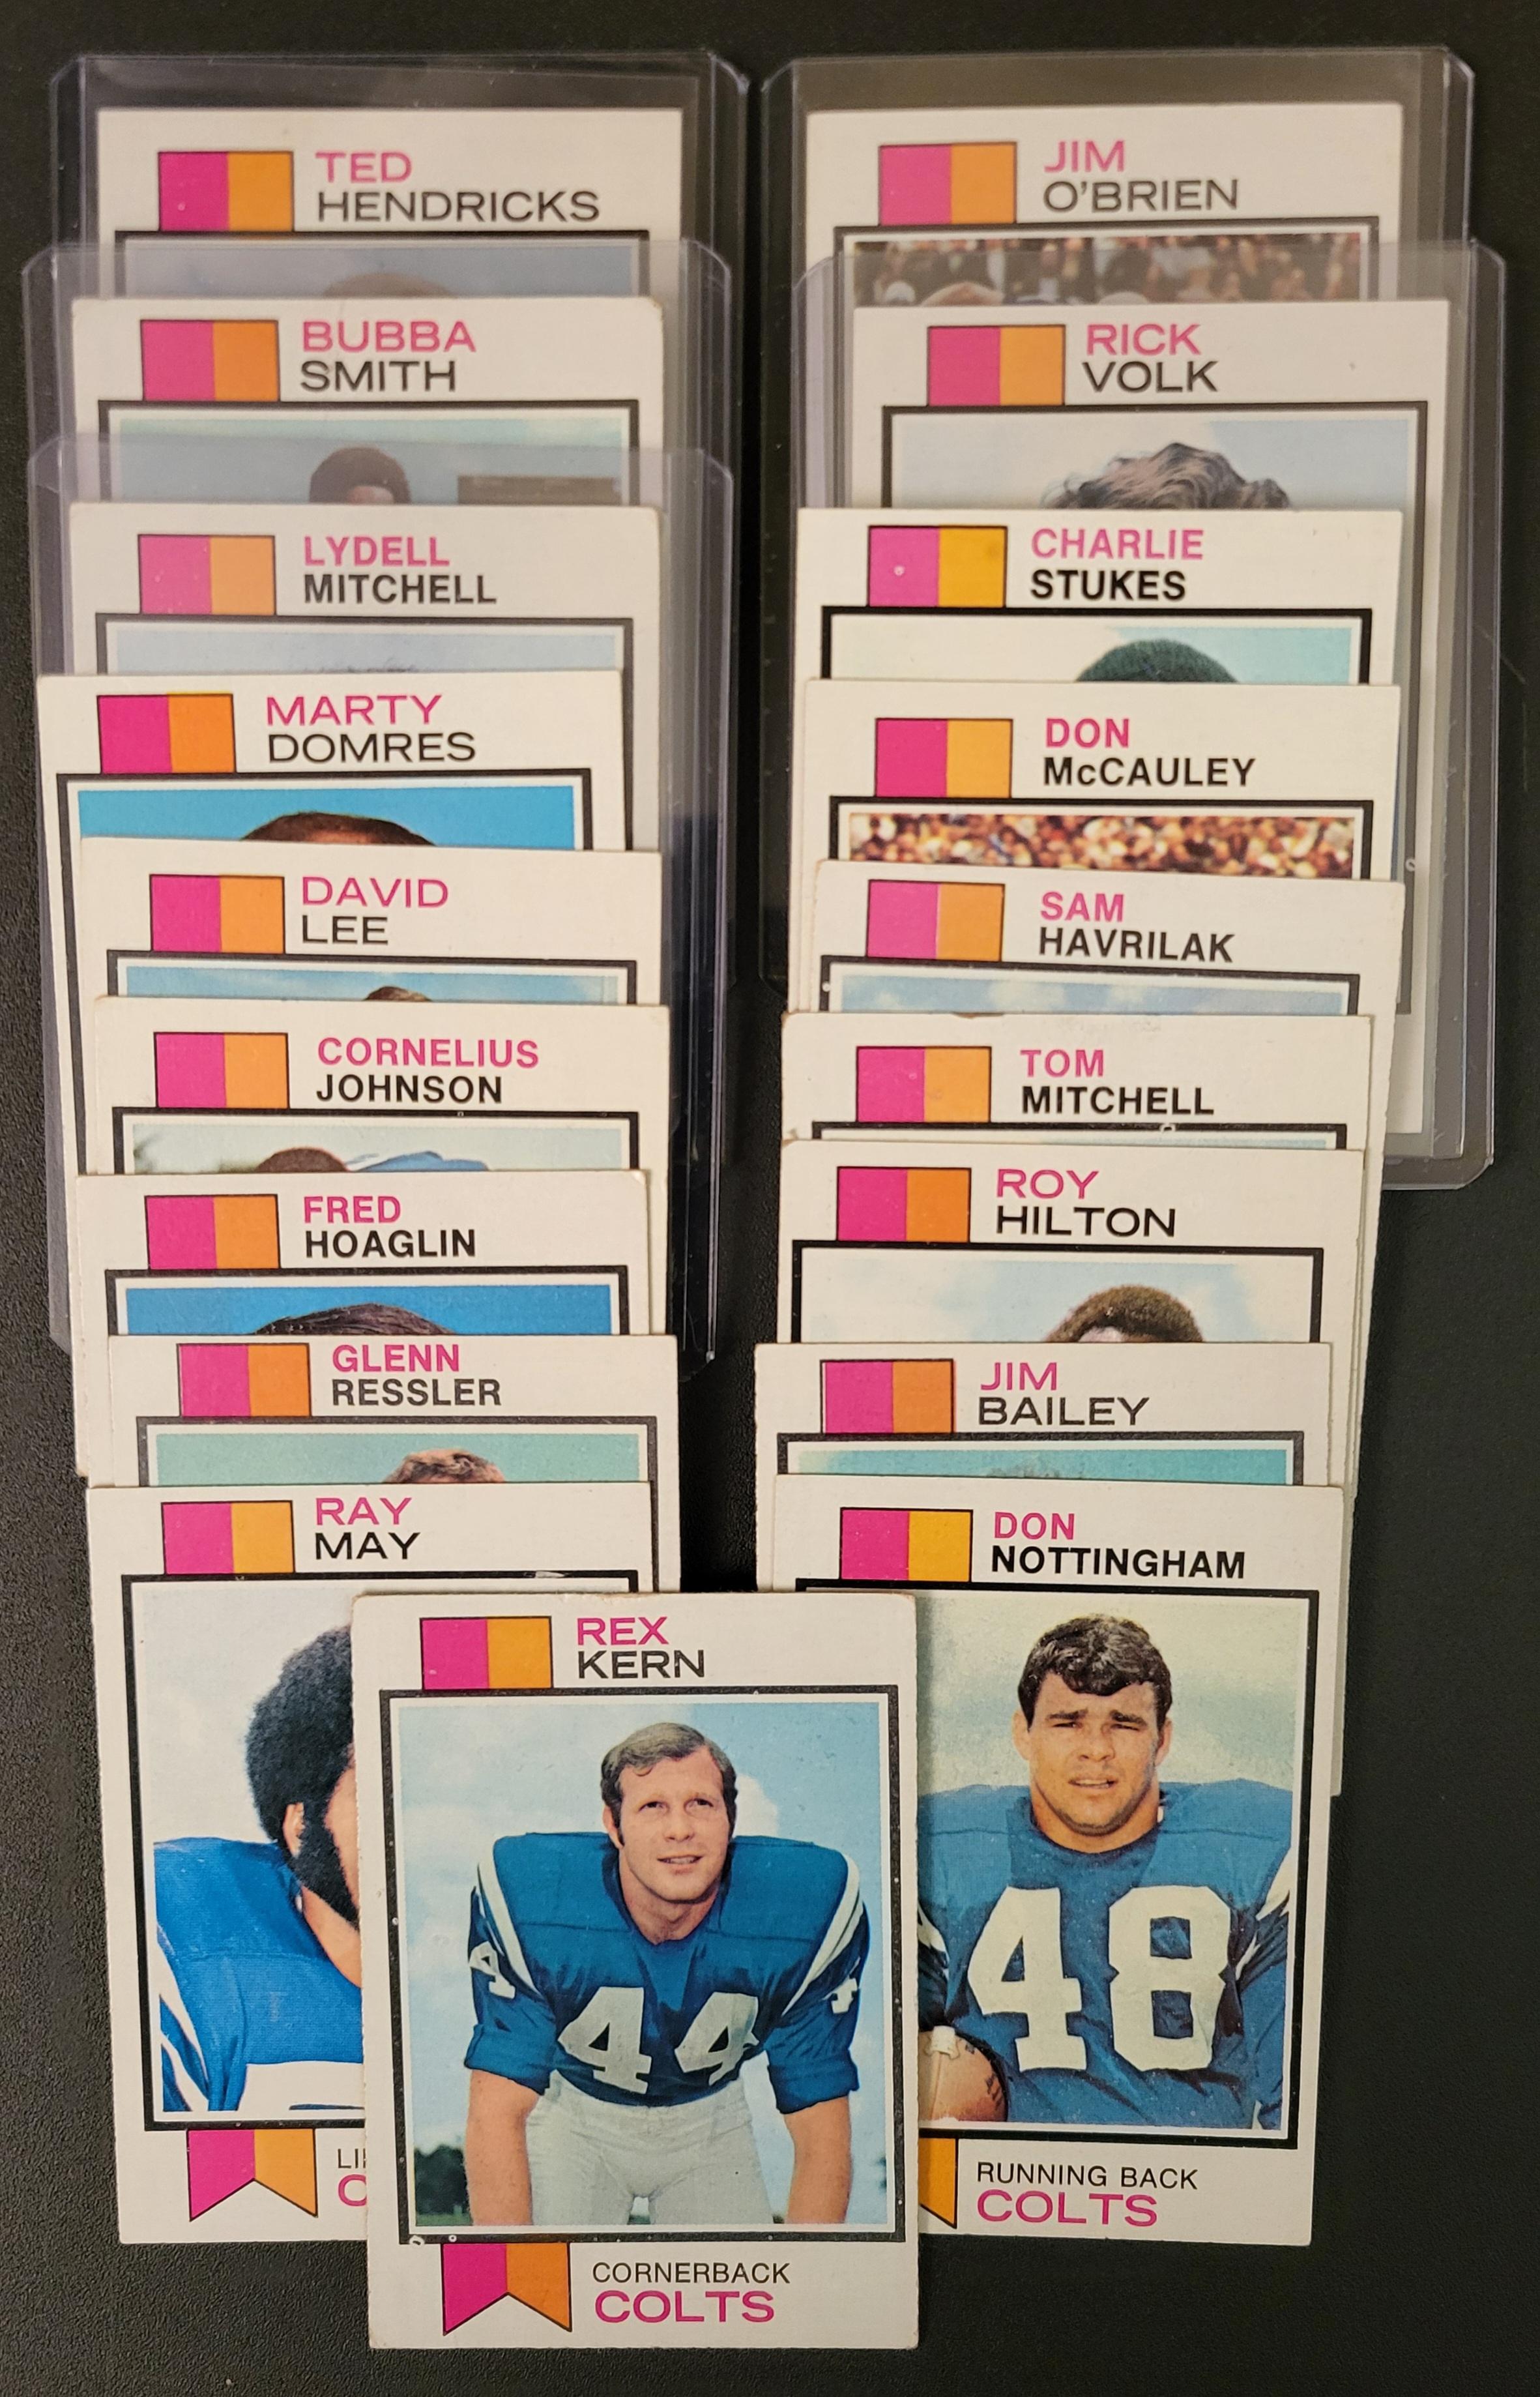 TED
HENDRICKS
BUBBA
SMITH
LYDELL
MITCHELL
MARTY
DOMRES
DAVID
LEE
CORNELIUS
JOHNSON
FRED
HOAGLIN
GLENN
RESSLER
RAY
MAY
JIM
O'BRIEN
RICK
VOLK
CHARLIE
STUKES
DON
McCAULEY
SAM
HAVRILAK
TOM
MITCHELL
ROY
HILTON
JIM
BAILEY
DON
NOTTINGHAM
48
RUNNING BACK
COLTS
REX
KERN
4
44
4
CORNERBACK
COLTS